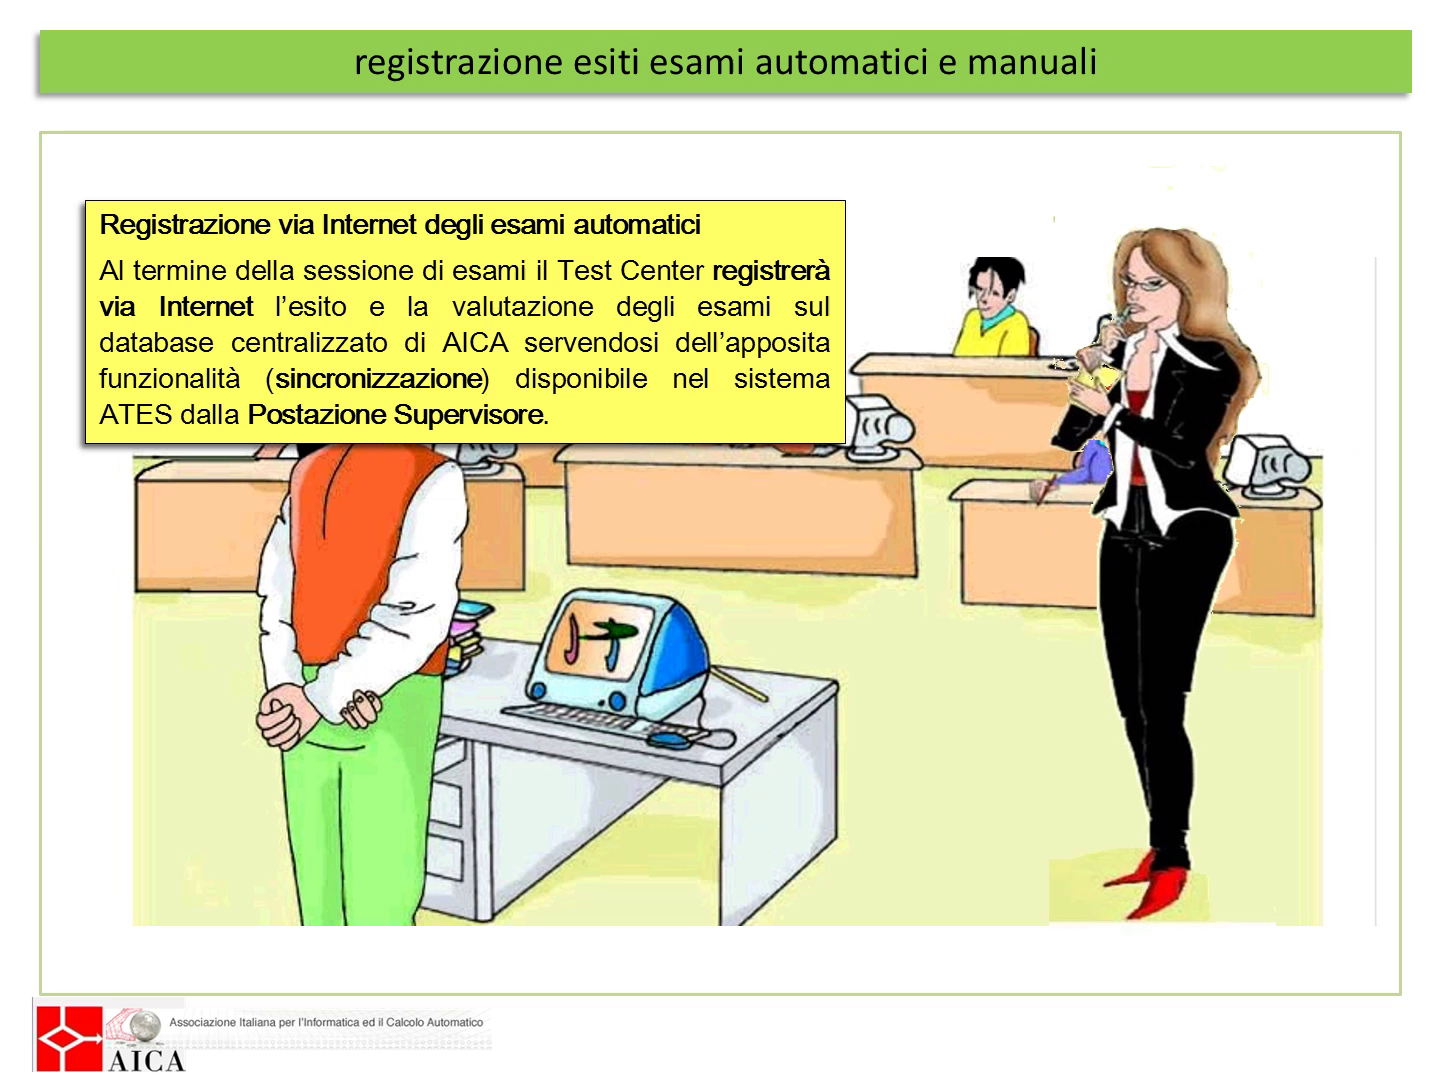 registrazione esiti esami automatici e manuali
Registrazione via Internet degli esami automatici
Al termine della sessione di esami il Test Center registrerà
via Internet l’esito e la valutazione degli esami sul
database centralizzato di AICA servendosi dell’apposita
funzionalità (sincronizzazione) disponibile nel sistema
ATES dalla Postazione Supervisore.
Associazione Italiana per l'Informatica ed il Calcolo Automatico
AICA